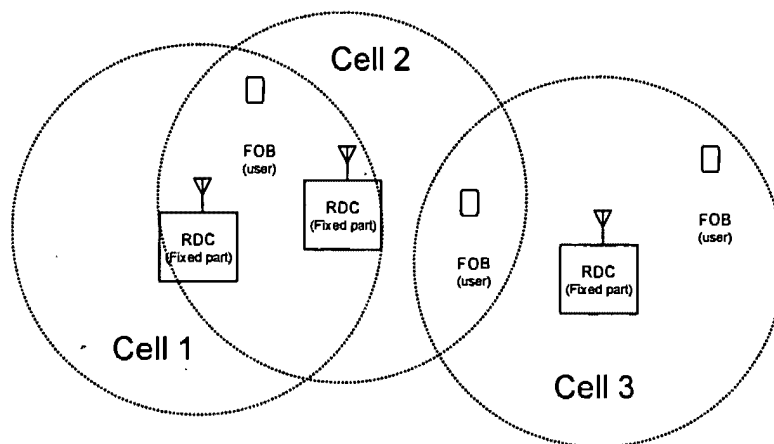 Cell 2
FOB
(user)
RDC
(Fixed part)
RDC
(Fixed part)
Cell 1
FOB
(user)
FOB
(user)
RDC
(Fixed part)
Cell 3